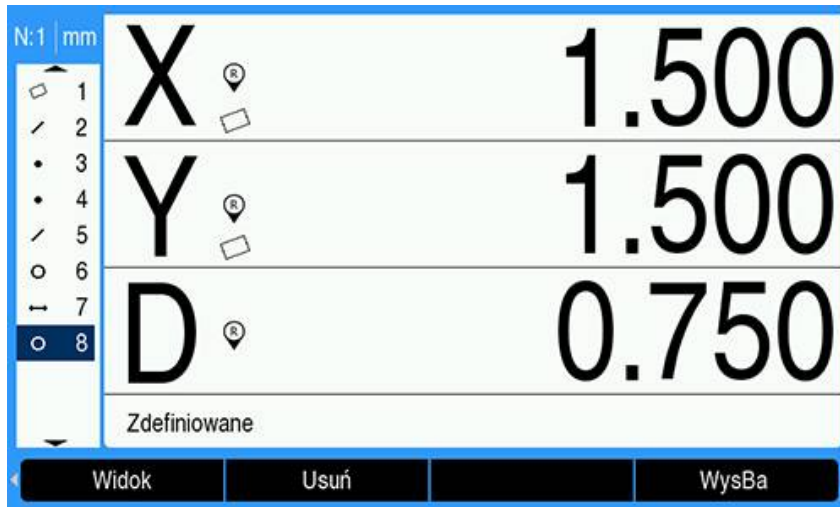 N:1 mm
1
2
3
4
5
6
7
8
X R 1.500
Y R 1.500
D R 0.750
Zdefiniowane
Widok Usuń WysBa